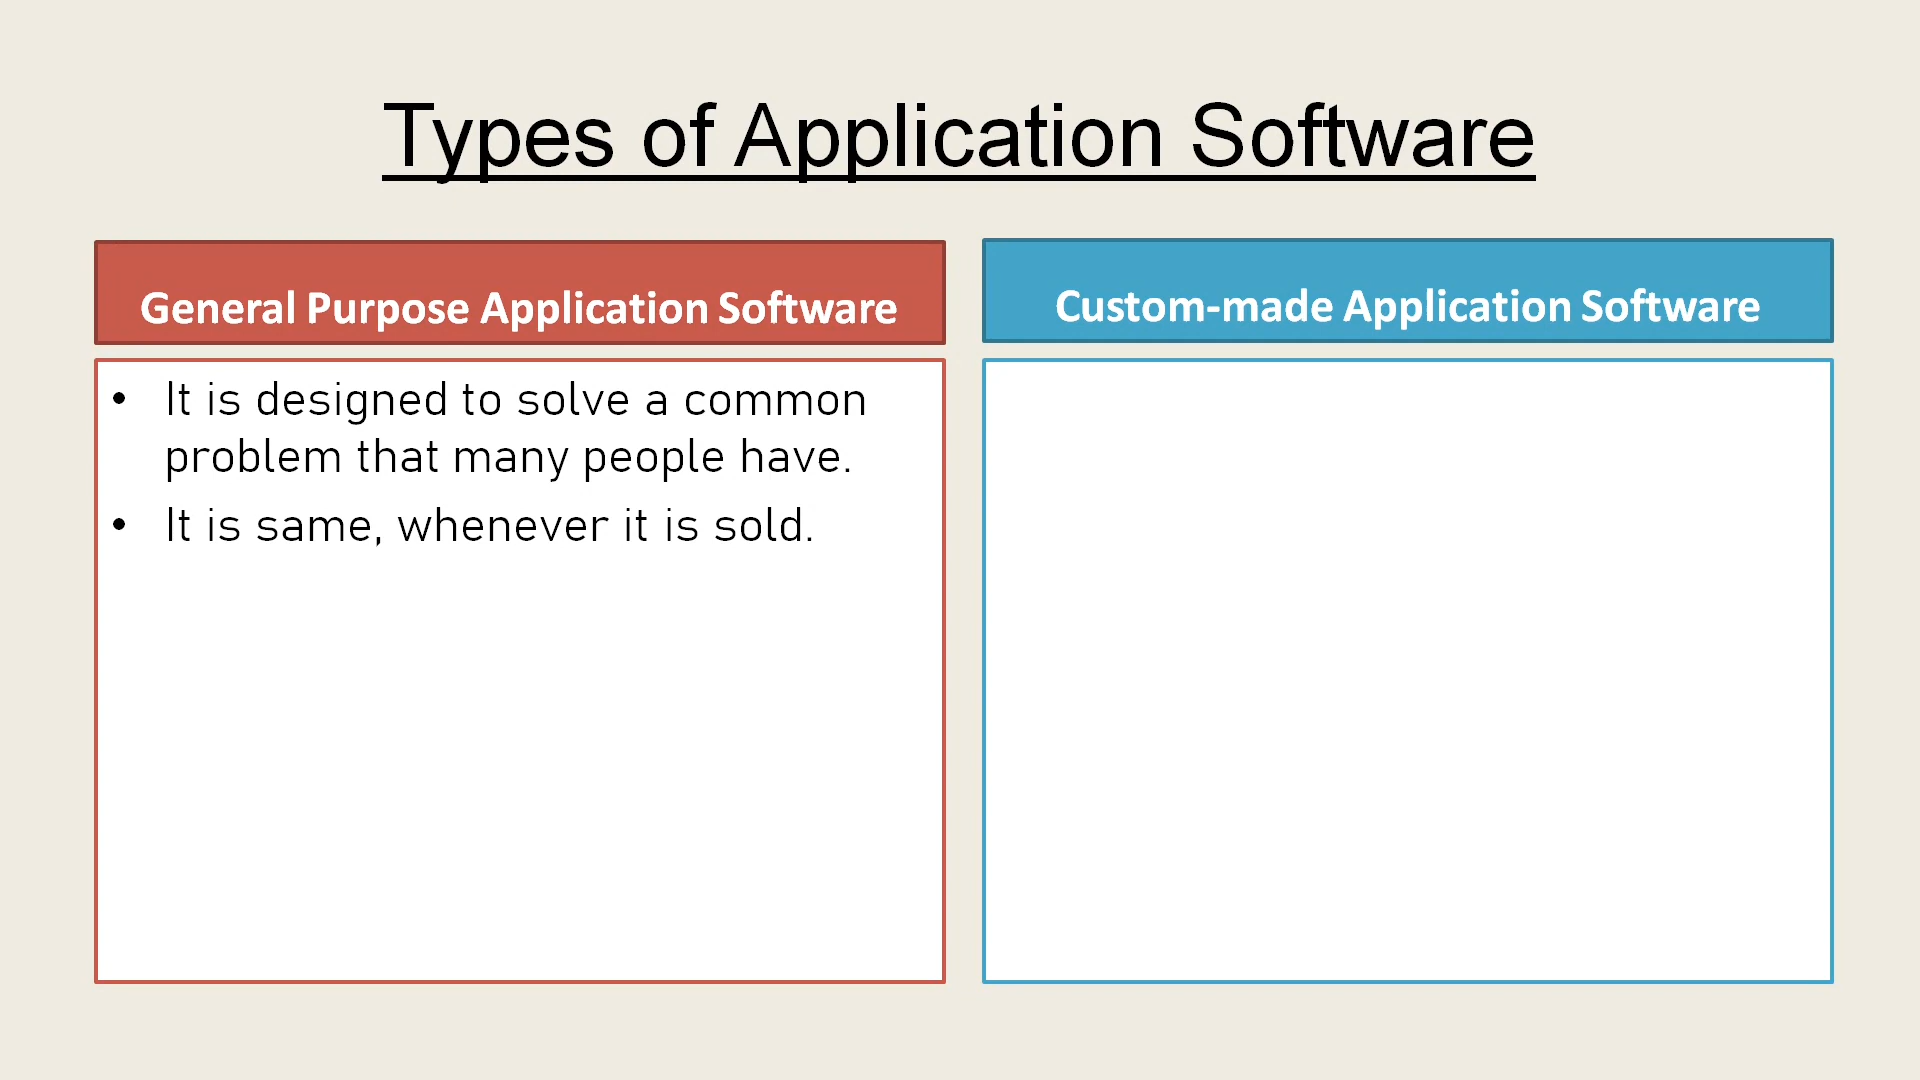 Types of Application Software
General Purpose Application Software
Custom-made Application Software
• It is designed to solve a common
problem that many people have.
• It is same, whenever it is sold.